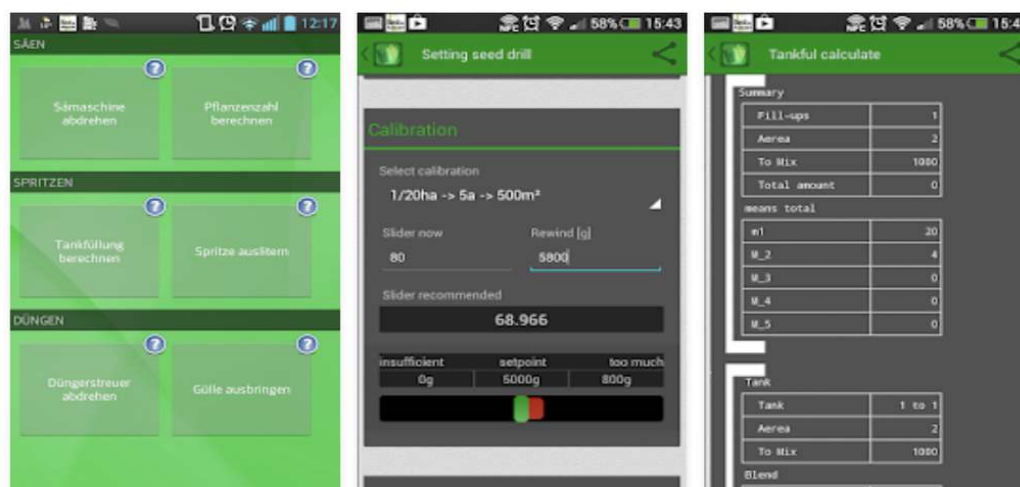 12:17
SÄEN
Sämaschine
abdrehen
Pflanzenzahl
berechnen
SPRITZEN
Tankfüllung
berechnen
Spritze auslitern
DÜNGEN
Düngerstreuer
abdrehen
Gülle ausbringen
58% 15:43
Setting seed drill
Calibration
Select calibration
1/20ha -> 5a -> 500m²
Slider now Rewind [g]
80 5800
Slider recommended
68.966
insufficient setpoint too much
0g 5000g 800g
58% 15:4
Tankful calculate
Summary
Fill-ups 1
Aerea 2
To Mix 1000
Total amount 0
means total
m1 20
M_2 4
M_3 0
M_4 0
M_5 0
Tank
Tank 1 to 1
Aerea 2
To Mix 1000
Blend